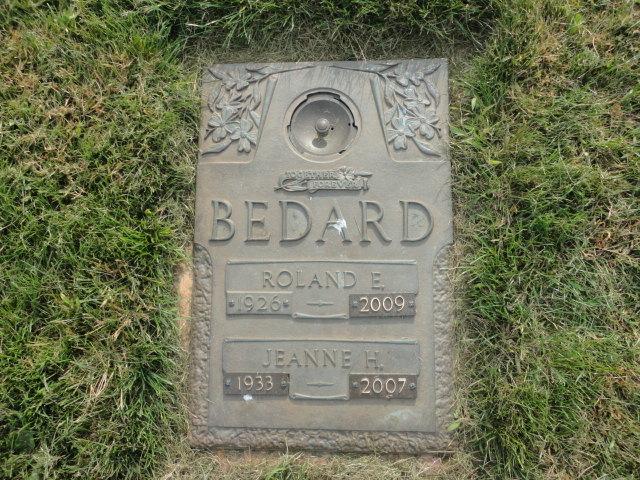 TOGETHER
FOREVER
BEDARD
ROLAND E.
1926 2009
JEANNE H.
1933 2007